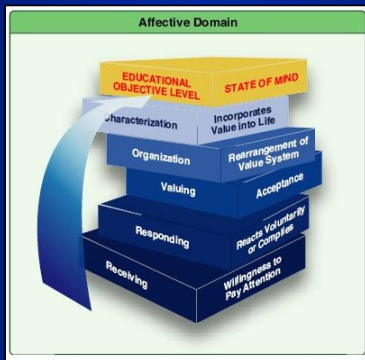 Affective Domain
EDUCATIONAL
OBJECTIVE LEVEL
STATE OF MIND
Characterization
Incorporates
Value into Life
Organization
Rearrangement of
Value System
Valuing
Acceptance
Responding
Reacts Voluntarily
or Complies
Receiving
Willingness to
Pay Attention